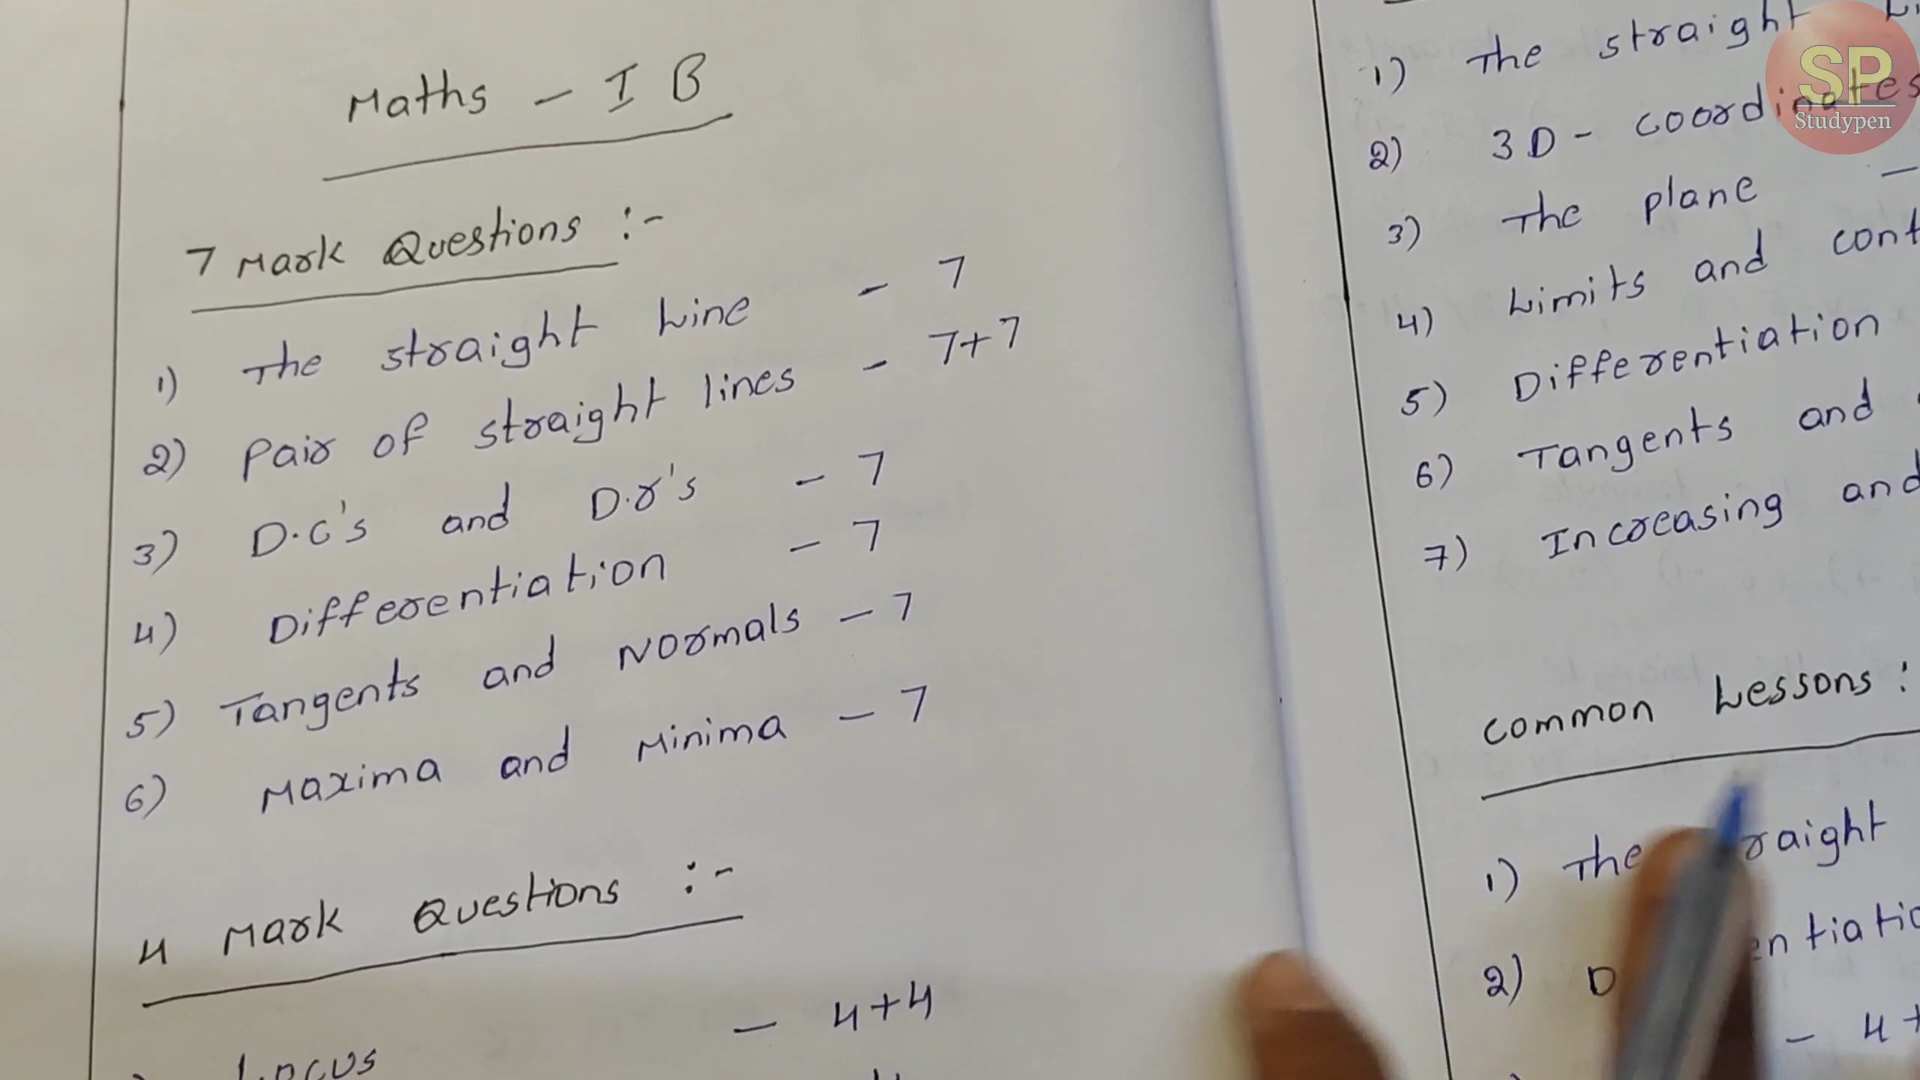 Maths - I B
7 Mark Questions :-
1) The straight Line - 7
2) Pair of straight lines - 7+7
3) D.C's and D.r's - 7
4) Differentiation - 7
5) Tangents and Normals - 7
6) Maxima and Minima - 7
4 Mark Questions :-
Locus - 4+4
1) The straight
2) 3D - coordinates
3) The plane -
4) Limits and
5) Differentiation
6) Tangents and
7) Increasing and
Common Lessons :
1) The
2)
- 4+
SP
Studypen